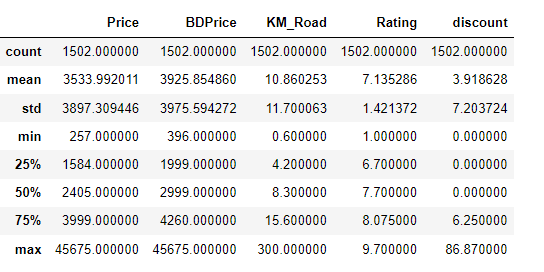 Price BDPrice KM_Road Rating discount
count 1502.000000 1502.000000 1502.000000 1502.000000 1502.000000
mean 3533.992011 3925.854860 10.860253 7.135286 3.918628
std 3897.309446 3975.594272 11.700063 1.421372 7.203724
min 257.000000 396.000000 0.600000 1.000000 0.000000
25% 1584.000000 1999.000000 4.200000 6.700000 0.000000
50% 2405.000000 2999.000000 8.300000 7.700000 0.000000
75% 3999.000000 4260.000000 15.600000 8.075000 6.250000
max 45675.000000 45675.000000 300.000000 9.700000 86.870000